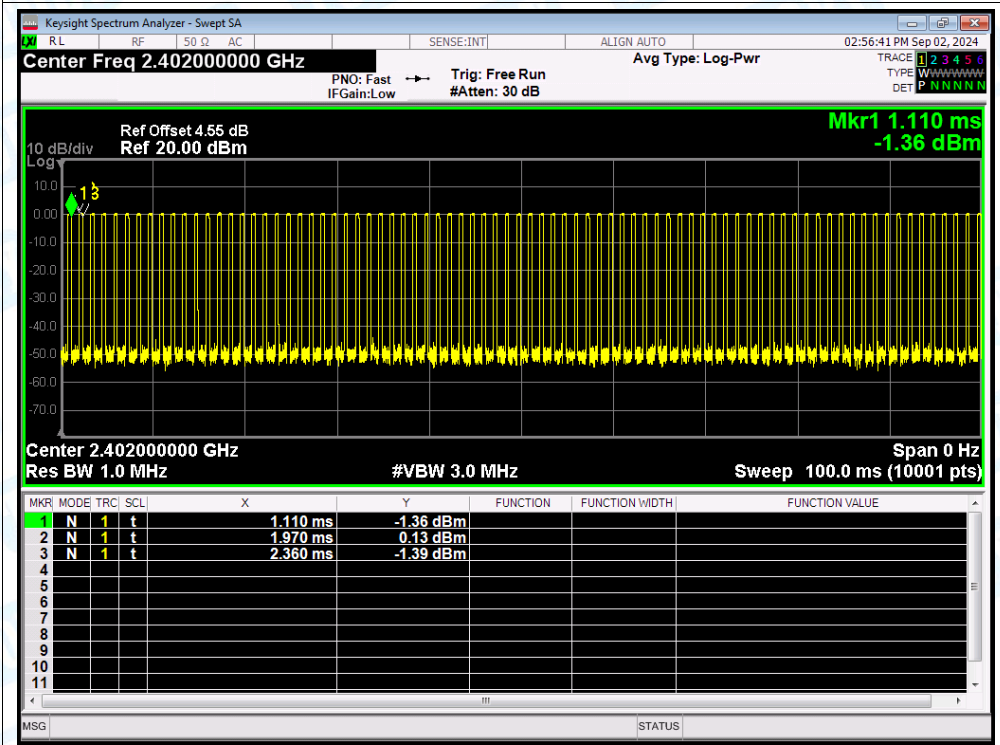 Keysight Spectrum Analyzer - Swept SA
LXI RL RF 50 Ω AC SENSE:INT ALIGN AUTO 02:56:41 PM Sep 02, 2024
Center Freq 2.402000000 GHz
PNO: Fast
IFGain:Low
Trig: Free Run
#Atten: 30 dB
Avg Type: Log-Pwr
TRACE 1 2 3 4 5 6
TYPE WWWWWWW
DET P N N N N N
Ref Offset 4.55 dB
10 dB/div Ref 20.00 dBm
Log
Mkr1 1.110 ms
-1.36 dBm
10.0
0.00
-10.0
-20.0
-30.0
-40.0
-50.0
-60.0
-70.0
1 3
Center 2.402000000 GHz Span 0 Hz
Res BW 1.0 MHz #VBW 3.0 MHz Sweep 100.0 ms (10001 pts)
MKR MODE TRC SCL X Y FUNCTION FUNCTION WIDTH FUNCTION VALUE
1 N 1 t 1.110 ms -1.36 dBm
2 N 1 t 1.970 ms 0.13 dBm
3 N 1 t 2.360 ms -1.39 dBm
4
5
6
7
8
9
10
11
MSG STATUS